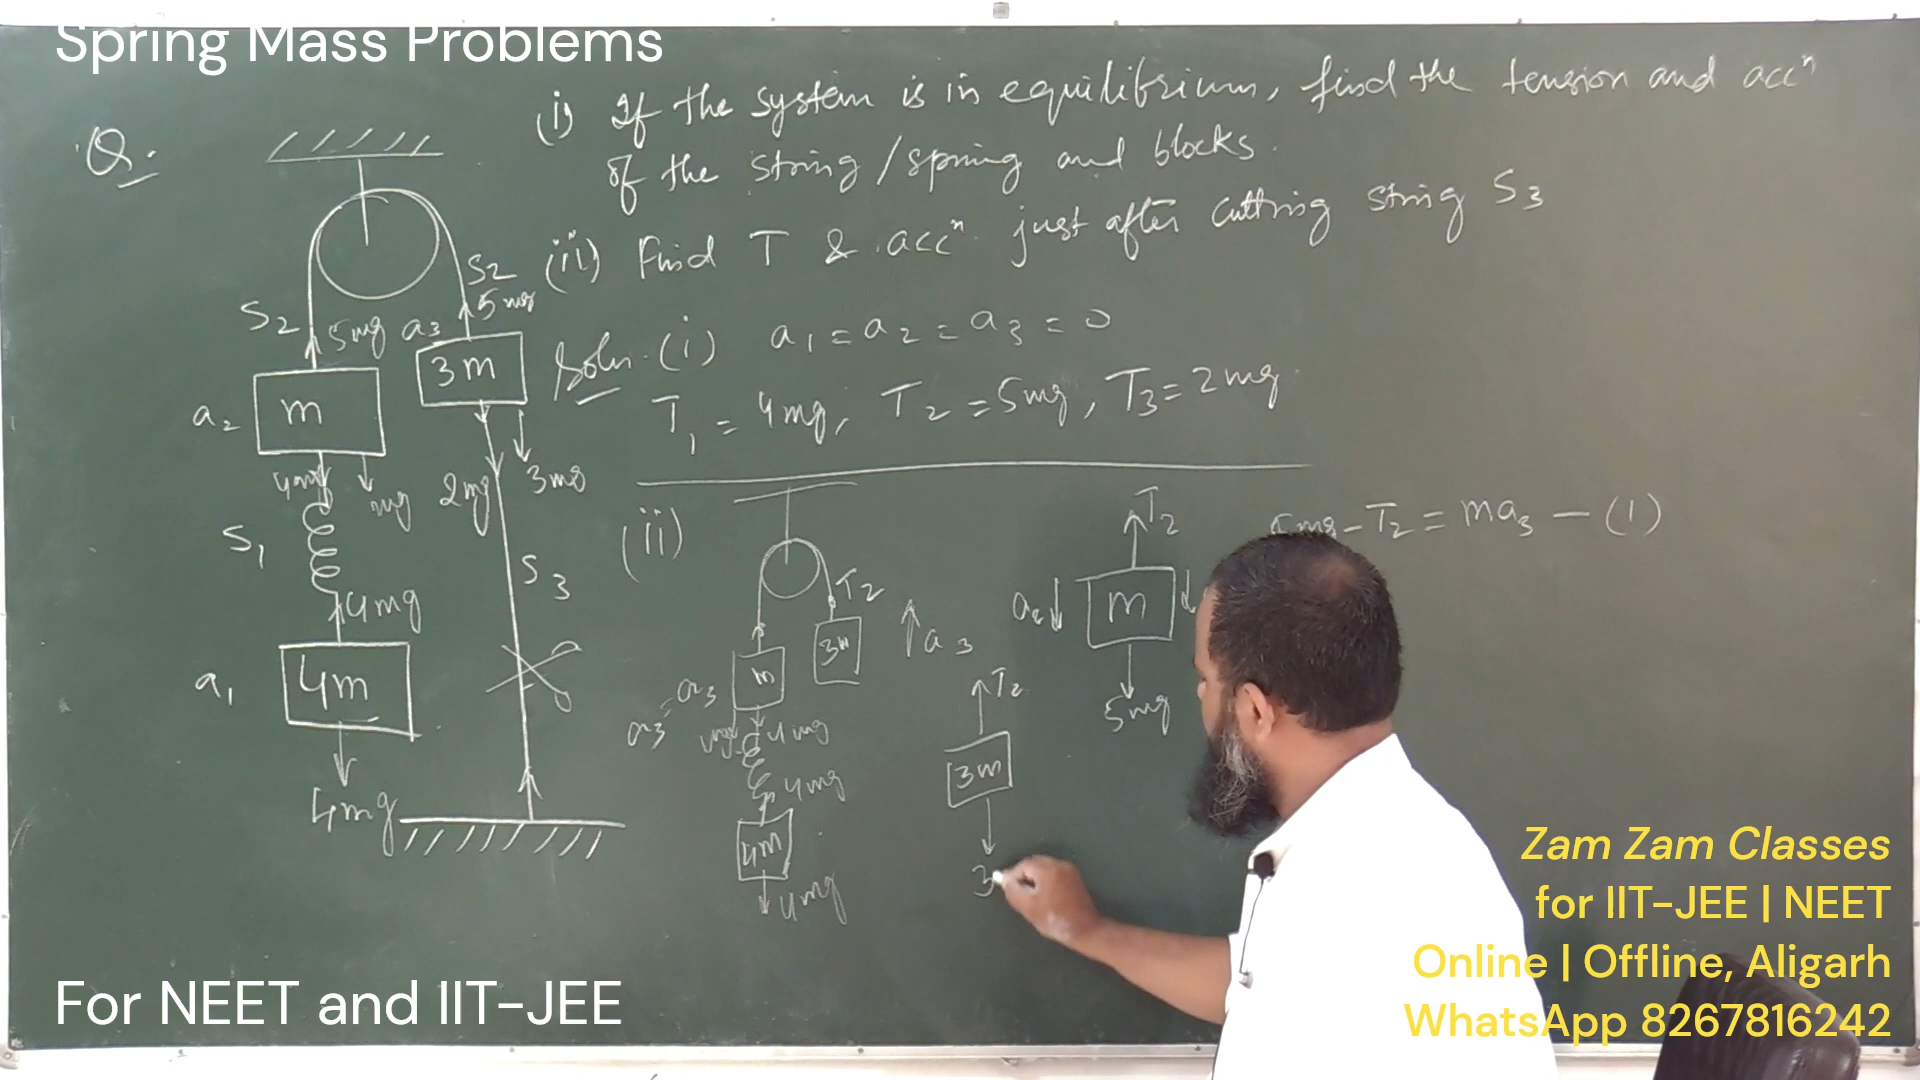 Spring Mass Problems
Q.
(i) If the system is in equilibrium, find the tension and accⁿ
of the string/spring and blocks.
(ii) Find T & accⁿ just after cutting string S3
S2
S2
5mg
5mg
a3
3m
a2
m
4mg
mg
2mg
3mg
S1
S3
4mg
a1
4m
4mg
Soln. (i) a1 = a2 = a3 = 0
T1 = 4mg, T2 = 5mg, T3 = 2mg
(ii)
T2
3m
a3
m
a3 = a3
mg
4mg
4mg
4m
4mg
T2
3m
3
T2
m
5mg
mg - T2 = ma3 — (1)
Zam Zam Classes
for IIT-JEE | NEET
Online | Offline, Aligarh
WhatsApp 8267816242
For NEET and IIT-JEE